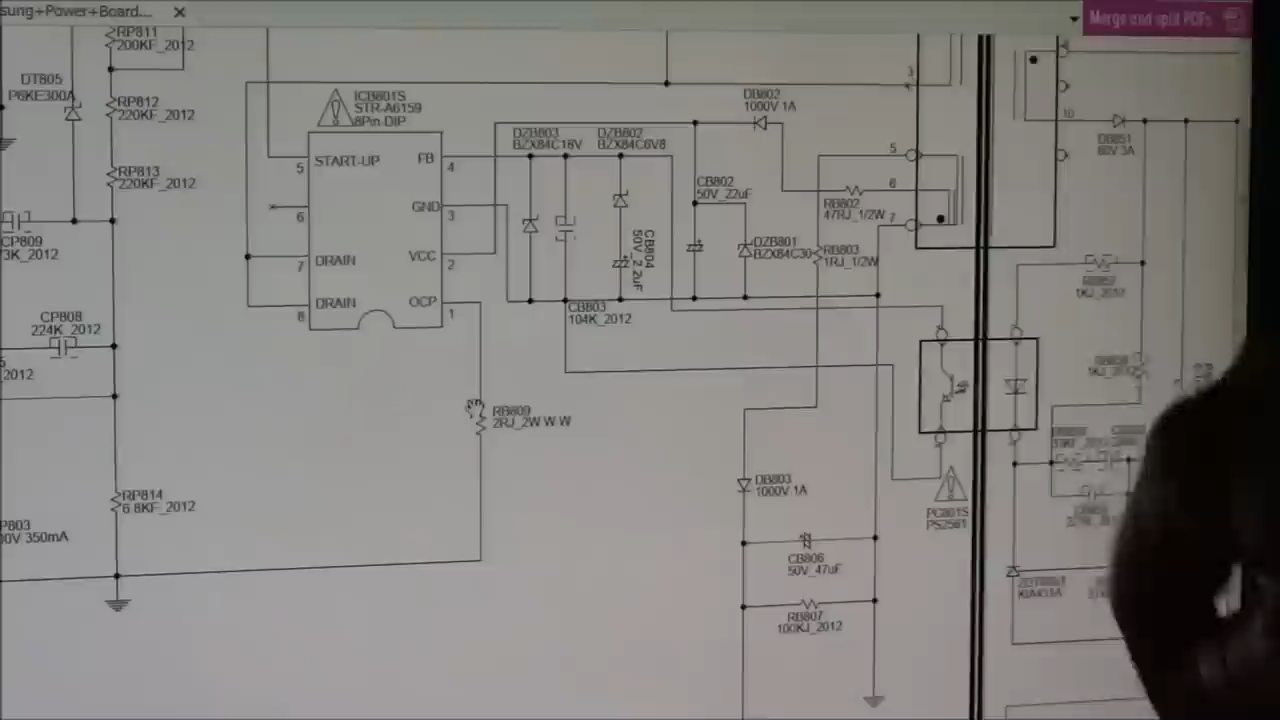 sung+Power+Board...
Merge and split PDFs
RP811
200KF_2012
DT805
P6KE300A
RP812
220KF_2012
RP813
220KF_2012
CP809
3K_2012
CP808
224K_2012
_2012
RP814
6.8KF_2012
P803
0V 350mA
ICB801S
STR-A6159
8Pin-DIP
START-UP
FB
GND
DRAIN
VCC
DRAIN
OCP
5
6
7
8
4
3
2
1
DZB803
BZX84C16V
DZB802
BZX84C6V8
DB802
1000V 1A
CB802
50V_22uF
CB804
50V_2.2uF
DZB801
BZX84C30
CB803
104K_2012
RB802
47RJ_1/2W
RB803
1RJ_1/2W
3
5
6
7
10
DB851
60V 3A
RB809
2RJ_2W W W
DB803
1000V 1A
CB806
50V_47uF
RB807
100KJ_2012
PC801S
PS2561
1KJ_2012
KIA431A